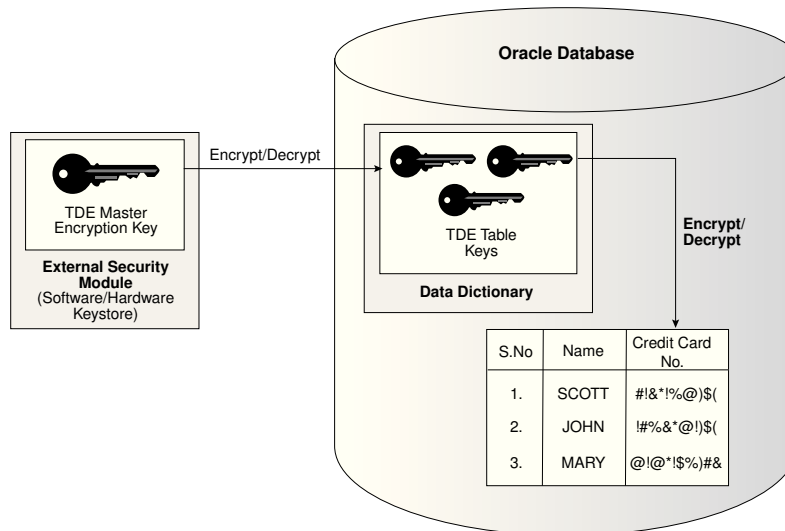 Oracle Database
TDE Master
Encryption Key
External Security
Module
(Software/Hardware
Keystore)
Encrypt/Decrypt
TDE Table
Keys
Data Dictionary
Encrypt/
Decrypt
S.No Name Credit Card
No.
1. SCOTT #!&*!%@)$(
2. JOHN !#%&*@!)$(
3. MARY @!@*!$%)#&